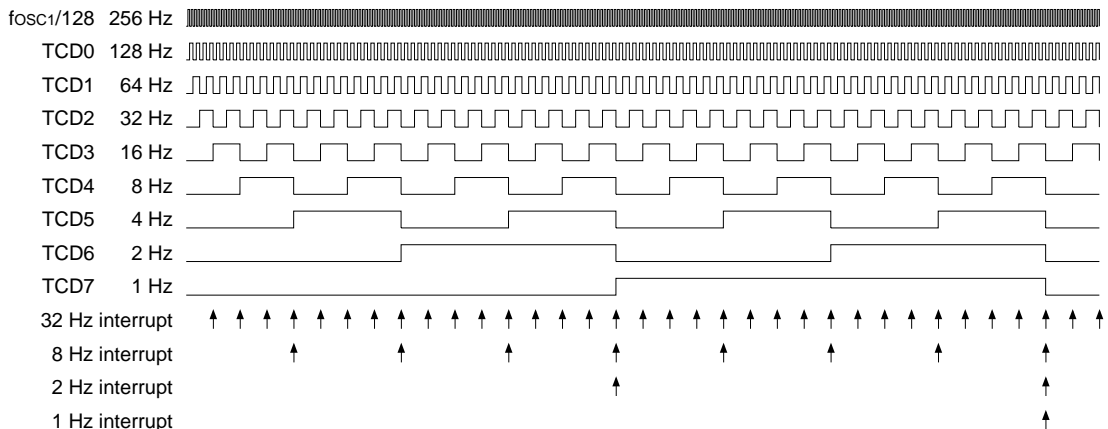 fOSC1/128 256 Hz
TCD0 128 Hz
TCD1 64 Hz
TCD2 32 Hz
TCD3 16 Hz
TCD4 8 Hz
TCD5 4 Hz
TCD6 2 Hz
TCD7 1 Hz
32 Hz interrupt
8 Hz interrupt
2 Hz interrupt
1 Hz interrupt